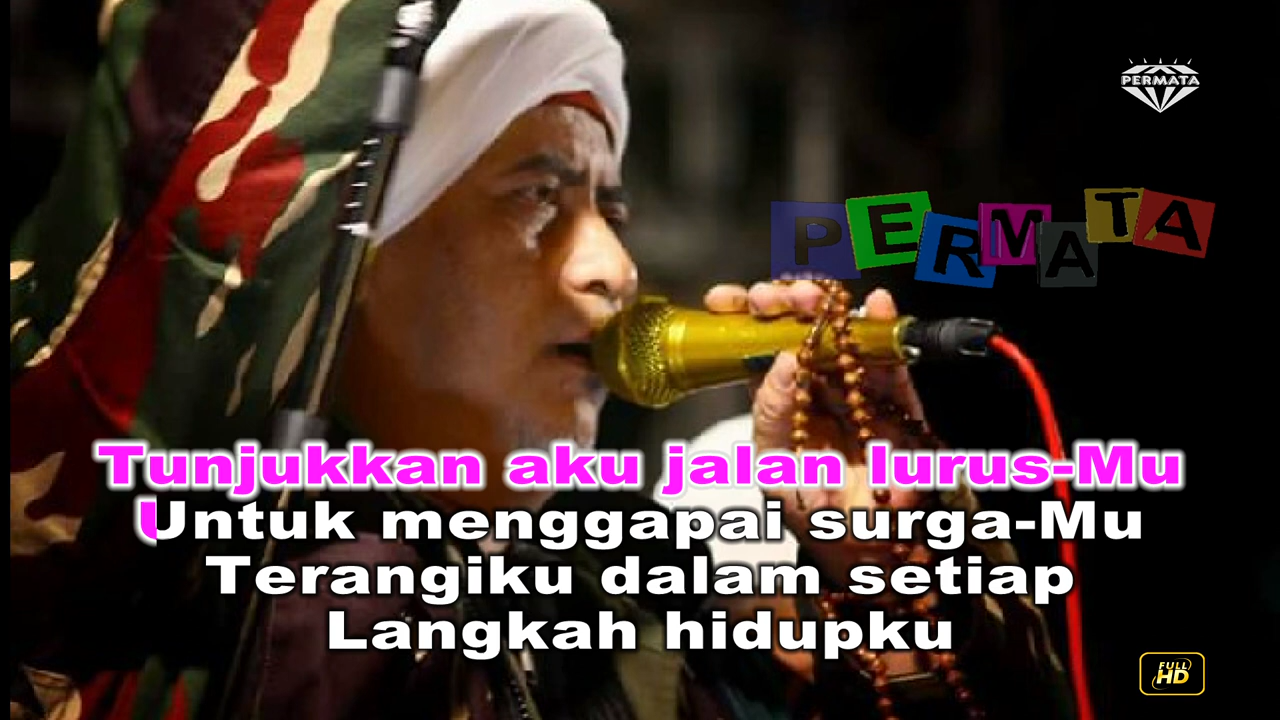 PERMATA
PERMATA
Tunjukkan aku jalan lurus-Mu
Untuk menggapai surga-Mu
Terangiku dalam setiap
Langkah hidupku
FULL
HD